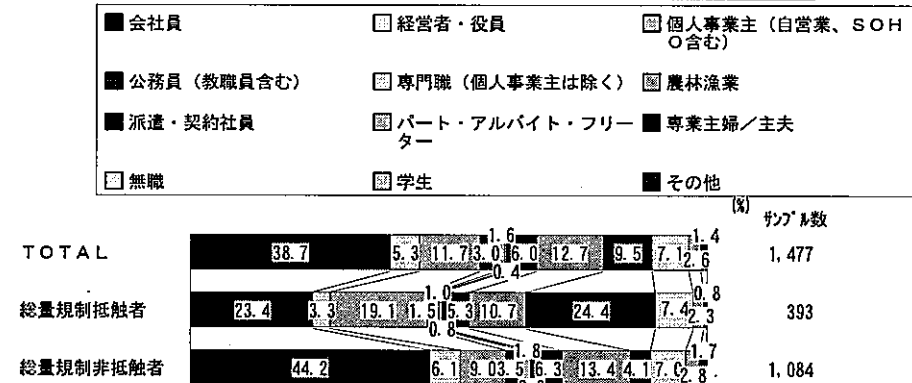 ■ 会社員 □ 経営者・役員 個人事業主（自営業、ＳＯＨ
Ｏ含む）
■ 公務員（教職員含む） 専門職（個人事業主は除く） 農林漁業
■ 派遣・契約社員 パート・アルバイト・フリー ■ 専業主婦／主夫
ター
□ 無職 学生 ■ その他
(%) ｻﾝﾌﾟﾙ数
1.6 1.4
ＴＯＴＡＬ 38.7 5.3 11.7 3.0 6.0 12.7 9.5 7.1 2.6 1,477
0.4
1.0 0.8
総量規制抵触者 23.4 3.3 19.1 1.5 5.3 10.7 24.4 7.4 2.3 393
0.8
1.8 1.7
総量規制非抵触者 44.2 6.1 9.0 3.5 6.3 13.4 4.1 7.0 2.8 1,084